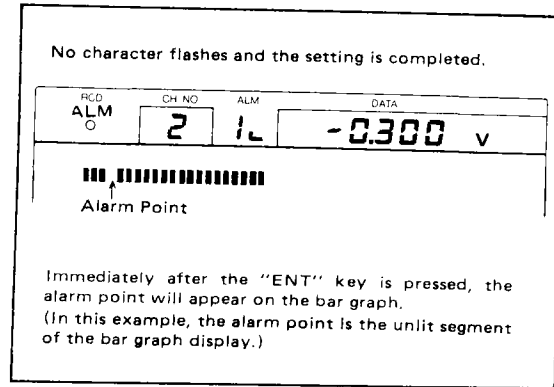 No character flashes and the setting is completed.
RCD CH NO ALM DATA
ALM 2 1L -0.300 V
Alarm Point
Immediately after the "ENT" key is pressed, the
alarm point will appear on the bar graph.
(In this example, the alarm point is the unlit segment
of the bar graph display.)